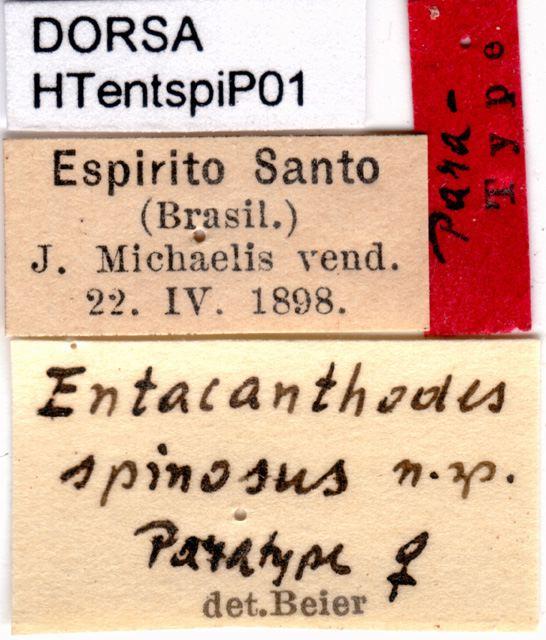 DORSA
HTentspiP01
Para-
Type
Espirito Santo
(Brasil.)
J. Michaelis vend.
22. IV. 1898.
Entacanthodes
spinosus n. sp.
Paratype ♀
det. Beier